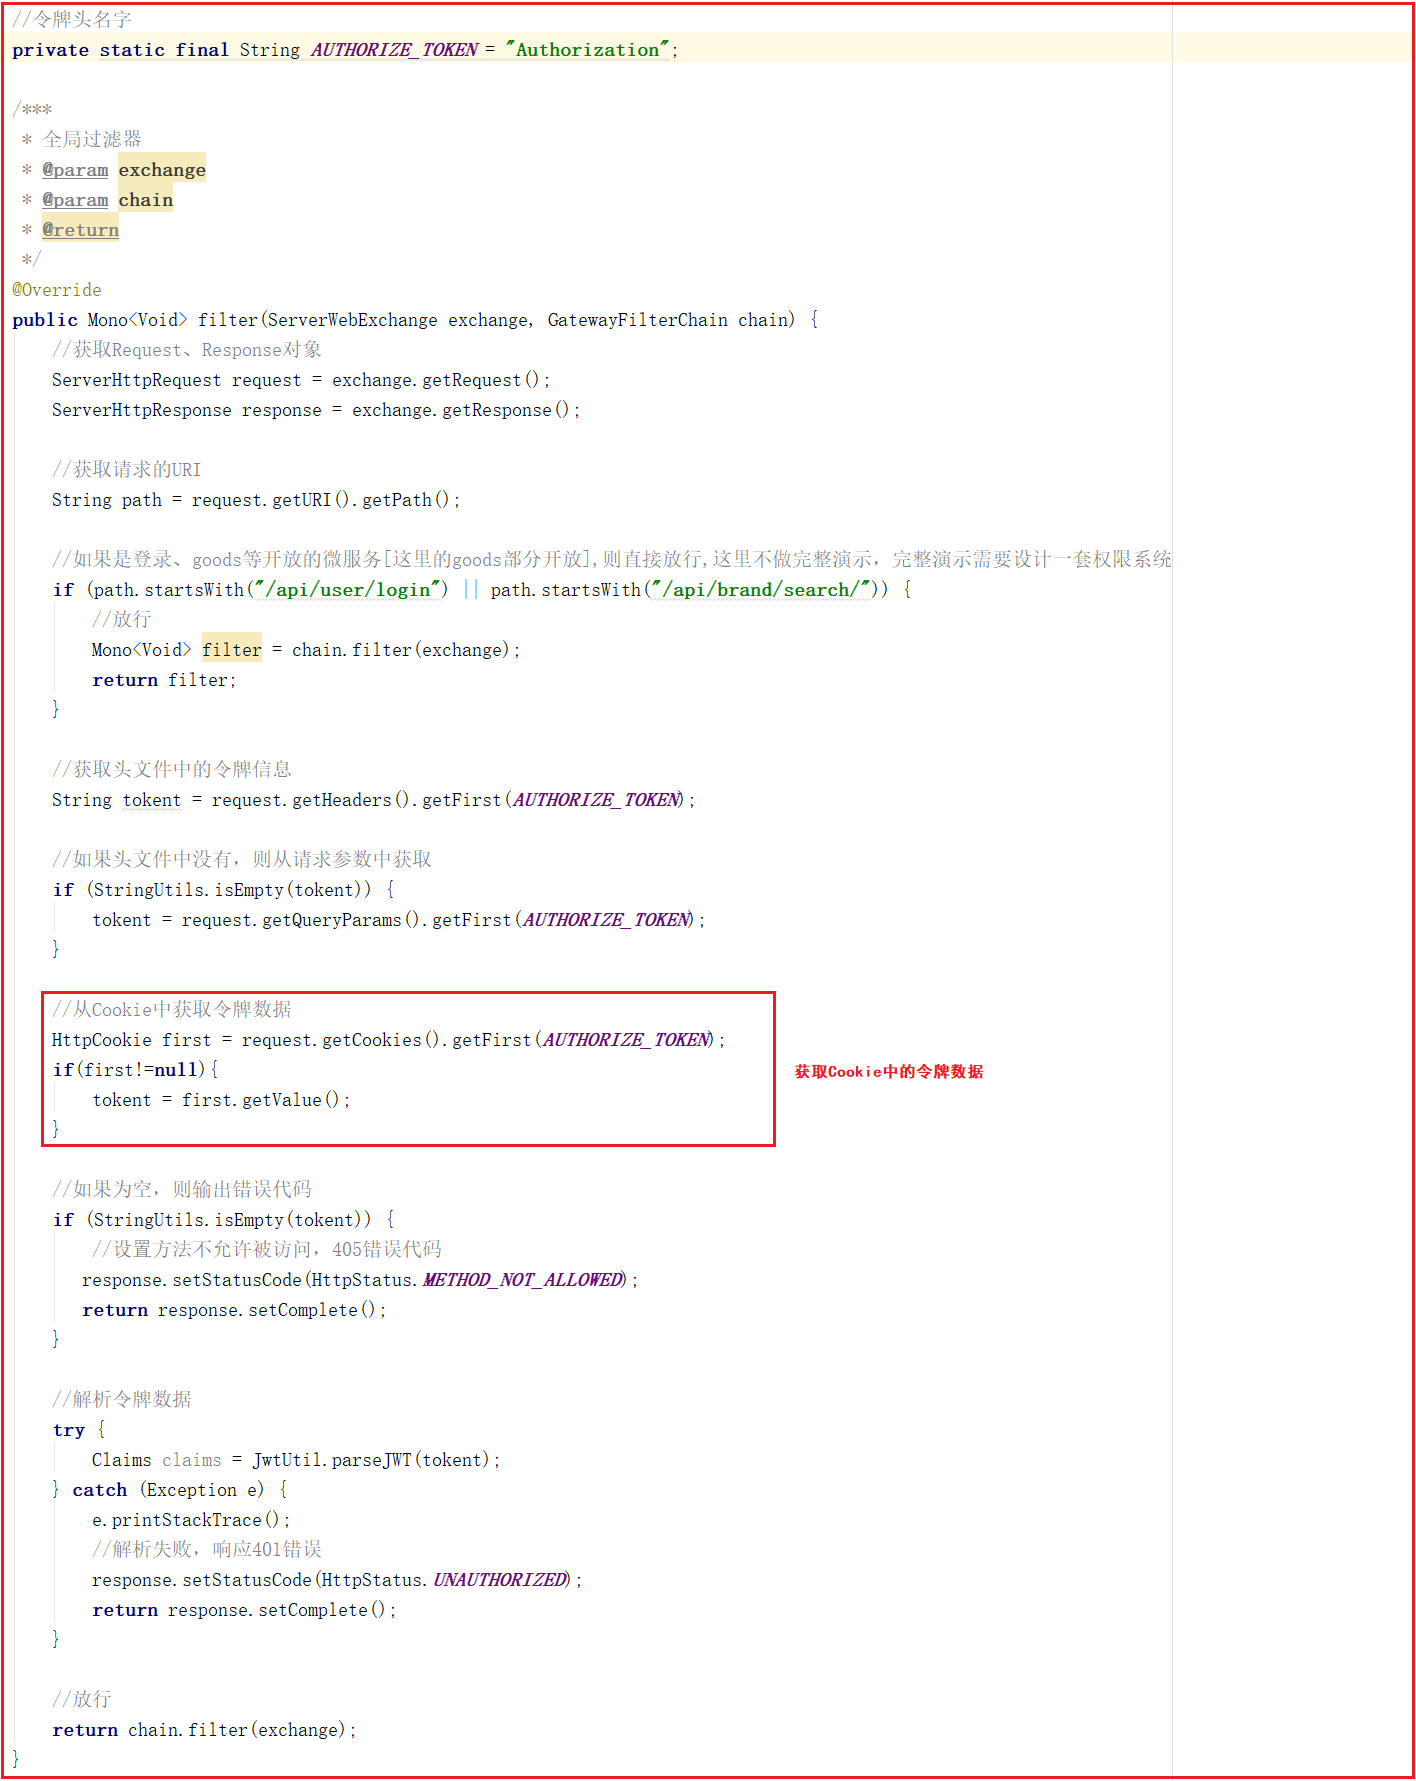 //令牌头名字
private static final String AUTHORIZE_TOKEN = "Authorization";
/***
 * 全局过滤器
 * @param exchange
 * @param chain
 * @return
 */
@Override
public Mono<Void> filter(ServerWebExchange exchange, GatewayFilterChain chain) {
    //获取Request、Response对象
    ServerHttpRequest request = exchange.getRequest();
    ServerHttpResponse response = exchange.getResponse();
    //获取请求的URI
    String path = request.getURI().getPath();
    //如果是登录、goods等开放的微服务[这里的goods部分开放],则直接放行,这里不做完整演示，完整演示需要设计一套权限系统
    if (path.startsWith("/api/user/login") || path.startsWith("/api/brand/search/")) {
        //放行
        Mono<Void> filter = chain.filter(exchange);
        return filter;
    }
    //获取头文件中的令牌信息
    String tokent = request.getHeaders().getFirst(AUTHORIZE_TOKEN);
    //如果头文件中没有，则从请求参数中获取
    if (StringUtils.isEmpty(tokent)) {
        tokent = request.getQueryParams().getFirst(AUTHORIZE_TOKEN);
    }
    //从Cookie中获取令牌数据
    HttpCookie first = request.getCookies().getFirst(AUTHORIZE_TOKEN);
    if(first!=null){
获取Cookie中的令牌数据
        tokent = first.getValue();
    }
    //如果为空，则输出错误代码
    if (StringUtils.isEmpty(tokent)) {
        //设置方法不允许被访问，405错误代码
       response.setStatusCode(HttpStatus.METHOD_NOT_ALLOWED);
       return response.setComplete();
    }
    //解析令牌数据
    try {
        Claims claims = JwtUtil.parseJWT(tokent);
    } catch (Exception e) {
        e.printStackTrace();
        //解析失败，响应401错误
        response.setStatusCode(HttpStatus.UNAUTHORIZED);
        return response.setComplete();
    }
    //放行
    return chain.filter(exchange);
}